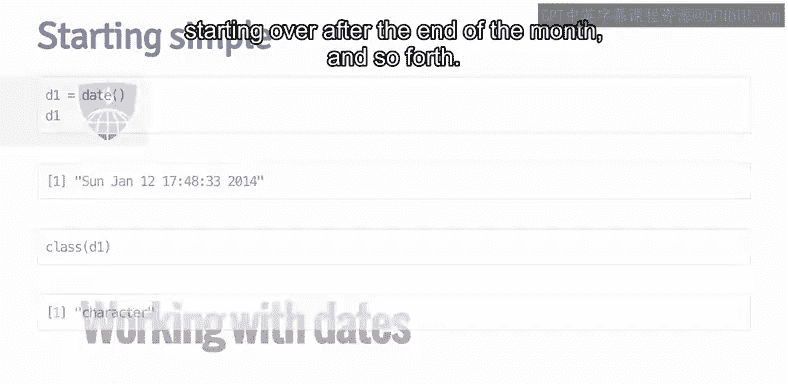 starting over after the end of the month,
and so forth.
Starting simple
d1 = date()
d1
[1] "Sun Jan 12 17:48:33 2014"
class(d1)
[1] "character"
Working with dates